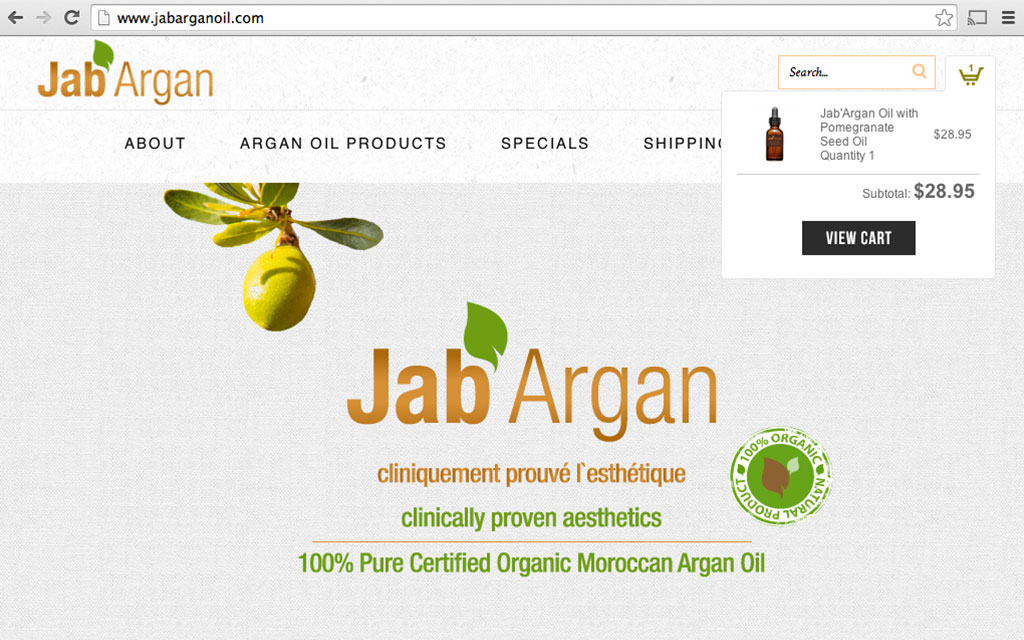 www.jabarganoil.com
Jab'Argan
Search...
1
ABOUT
ARGAN OIL PRODUCTS
SPECIALS
SHIPPING
Jab'Argan Oil with
Pomegranate
Seed Oil
Quantity 1
$28.95
Subtotal: $28.95
VIEW CART
Jab'Argan
cliniquement prouvé l`esthétique
clinically proven aesthetics
100% ORGANIC
NATURAL PRODUCT
100% Pure Certified Organic Moroccan Argan Oil